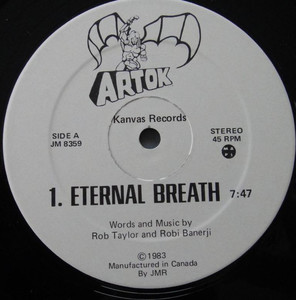 ARTOK
Kanvas Records
SIDE A
JM 8359
STEREO
45 RPM
1. ETERNAL BREATH 7:47
Words and Music by
Rob Taylor and Robi Banerji
©1983
Manufactured in Canada
By JMR